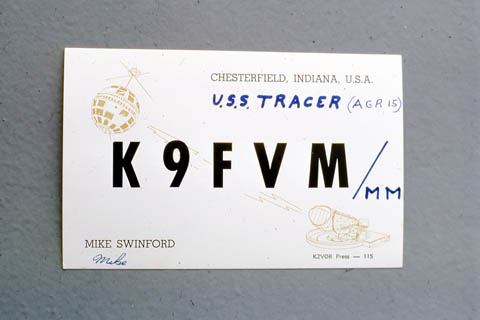 CHESTERFIELD, INDIANA, U.S.A.
U.S.S. TRACER (AGR 15)
K9FVM/MM
MIKE SWINFORD
Mike
K2VOB Press — 115